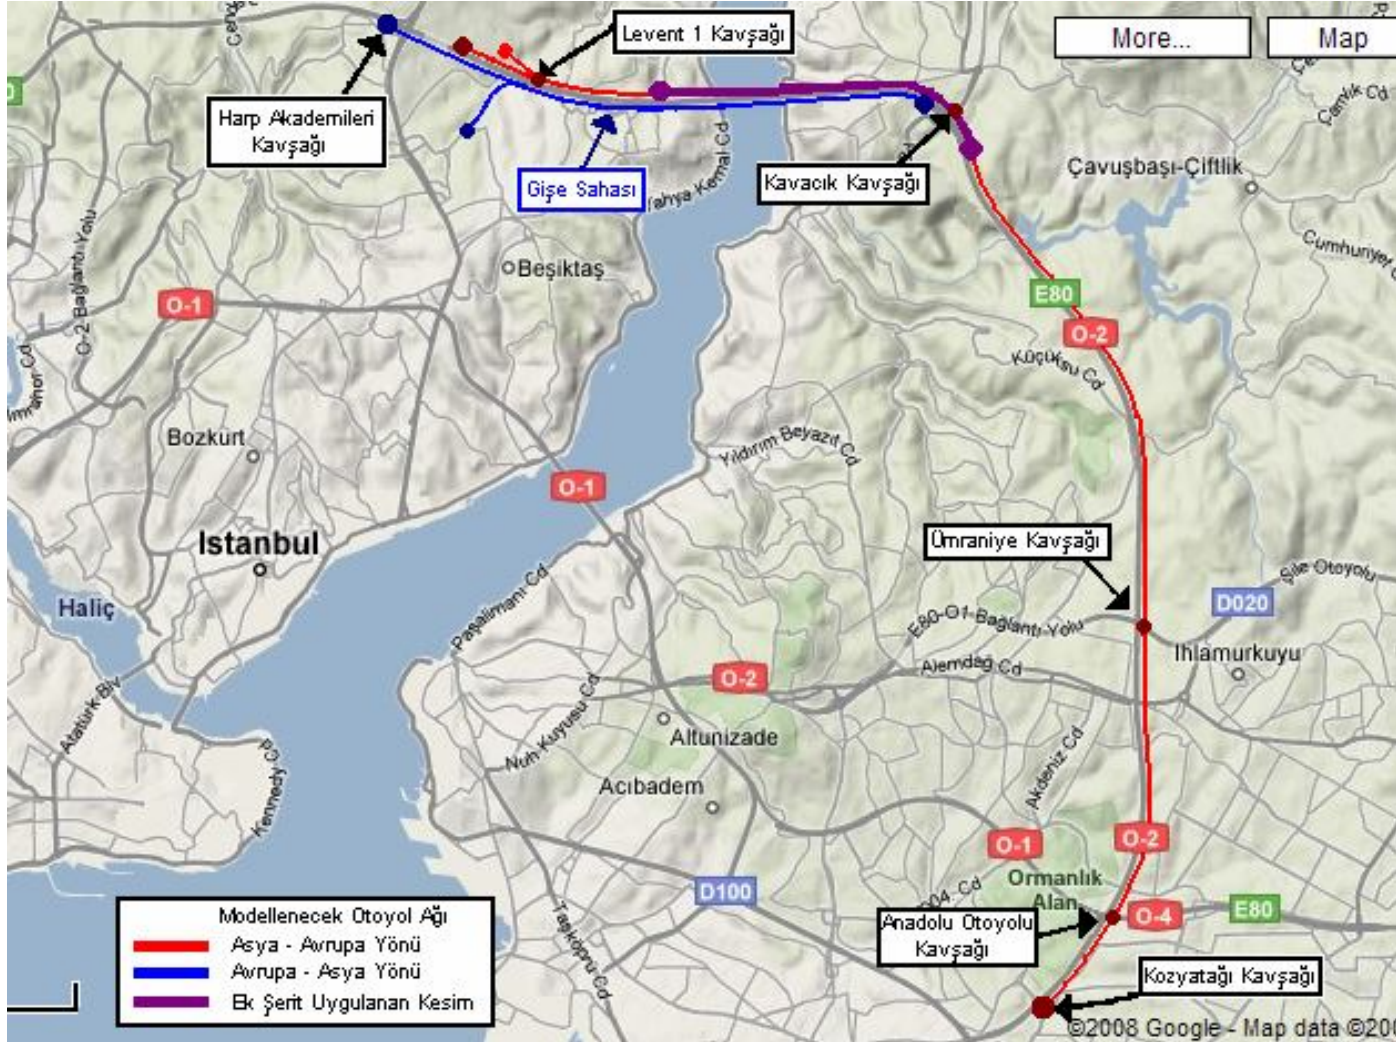 Levent 1 Kavşağı
More...
Map
Harp Akademileri
Kavşağı
Gişe Sahası
Kavacık Kavşağı
Yahya Kemal Cd
Çavuşbaşı-Çiftlik
Çanlık Cd
Cumhuriyet
Beşiktaş
O-2 Bağlantı Yolu
O-1
E80
O-2
Küçüksu Cd
Bozkurt
Yıldırım Beyazıt Cd
O-1
Istanbul
Ümraniye Kavşağı
Haliç
Paşalimanı Cd
Şile Otoyolu
D020
E80-O1-Bağlantı-Yolu
Ihlamurkuyu
Alemdağ Cd
O-2
Atatürk Blv
Nuh Kuyusu Cd
Altunizade
Akdeniz Cd
Acıbadem
Kennedy Cd
O-1
O-2
D100
Ormanlık
Alan
O-4
E80
Anadolu Otoyolu
Kavşağı
Taşköprü Cd
Kozyatağı Kavşağı
Modellenecek Otoyol Ağı
Asya - Avrupa Yönü
Avrupa - Asya Yönü
Ek Şerit Uygulanan Kesim
©2008 Google - Map data ©200